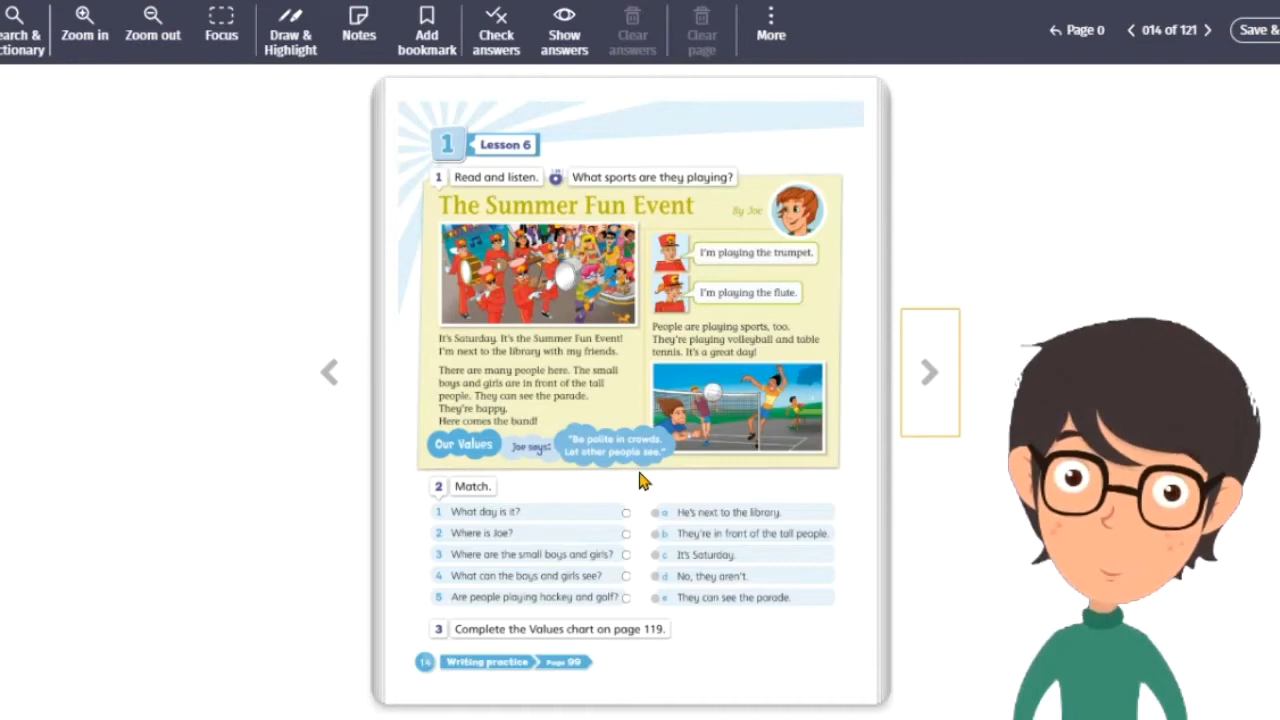 Zoom in
Zoom out
Focus
Draw &
Highlight
Notes
Add
bookmark
Check
answers
Show
answers
Clear
answers
Clear
page
More
Page 0
014 of 121
Save &
1
Lesson 6
1 Read and listen. What sports are they playing?
The Summer Fun Event
By Joe
It's Saturday. It's the Summer Fun Event!
I'm next to the library with my friends.
There are many people here. The small
boys and girls are in front of the tall
people. They can see the parade.
They're happy.
Here comes the band!
I'm playing the trumpet.
I'm playing the flute.
People are playing sports, too.
They're playing volleyball and table
tennis. It's a great day!
Our Values
Joe says:
"Be polite in crowds.
Let other people see."
2 Match.
1 What day is it?
2 Where is Joe?
3 Where are the small boys and girls?
4 What can the boys and girls see?
5 Are people playing hockey and golf?
a He's next to the library.
b They're in front of the tall people.
c It's Saturday.
d No, they aren't.
e They can see the parade.
3 Complete the Values chart on page 119.
14 Writing practice Page 99